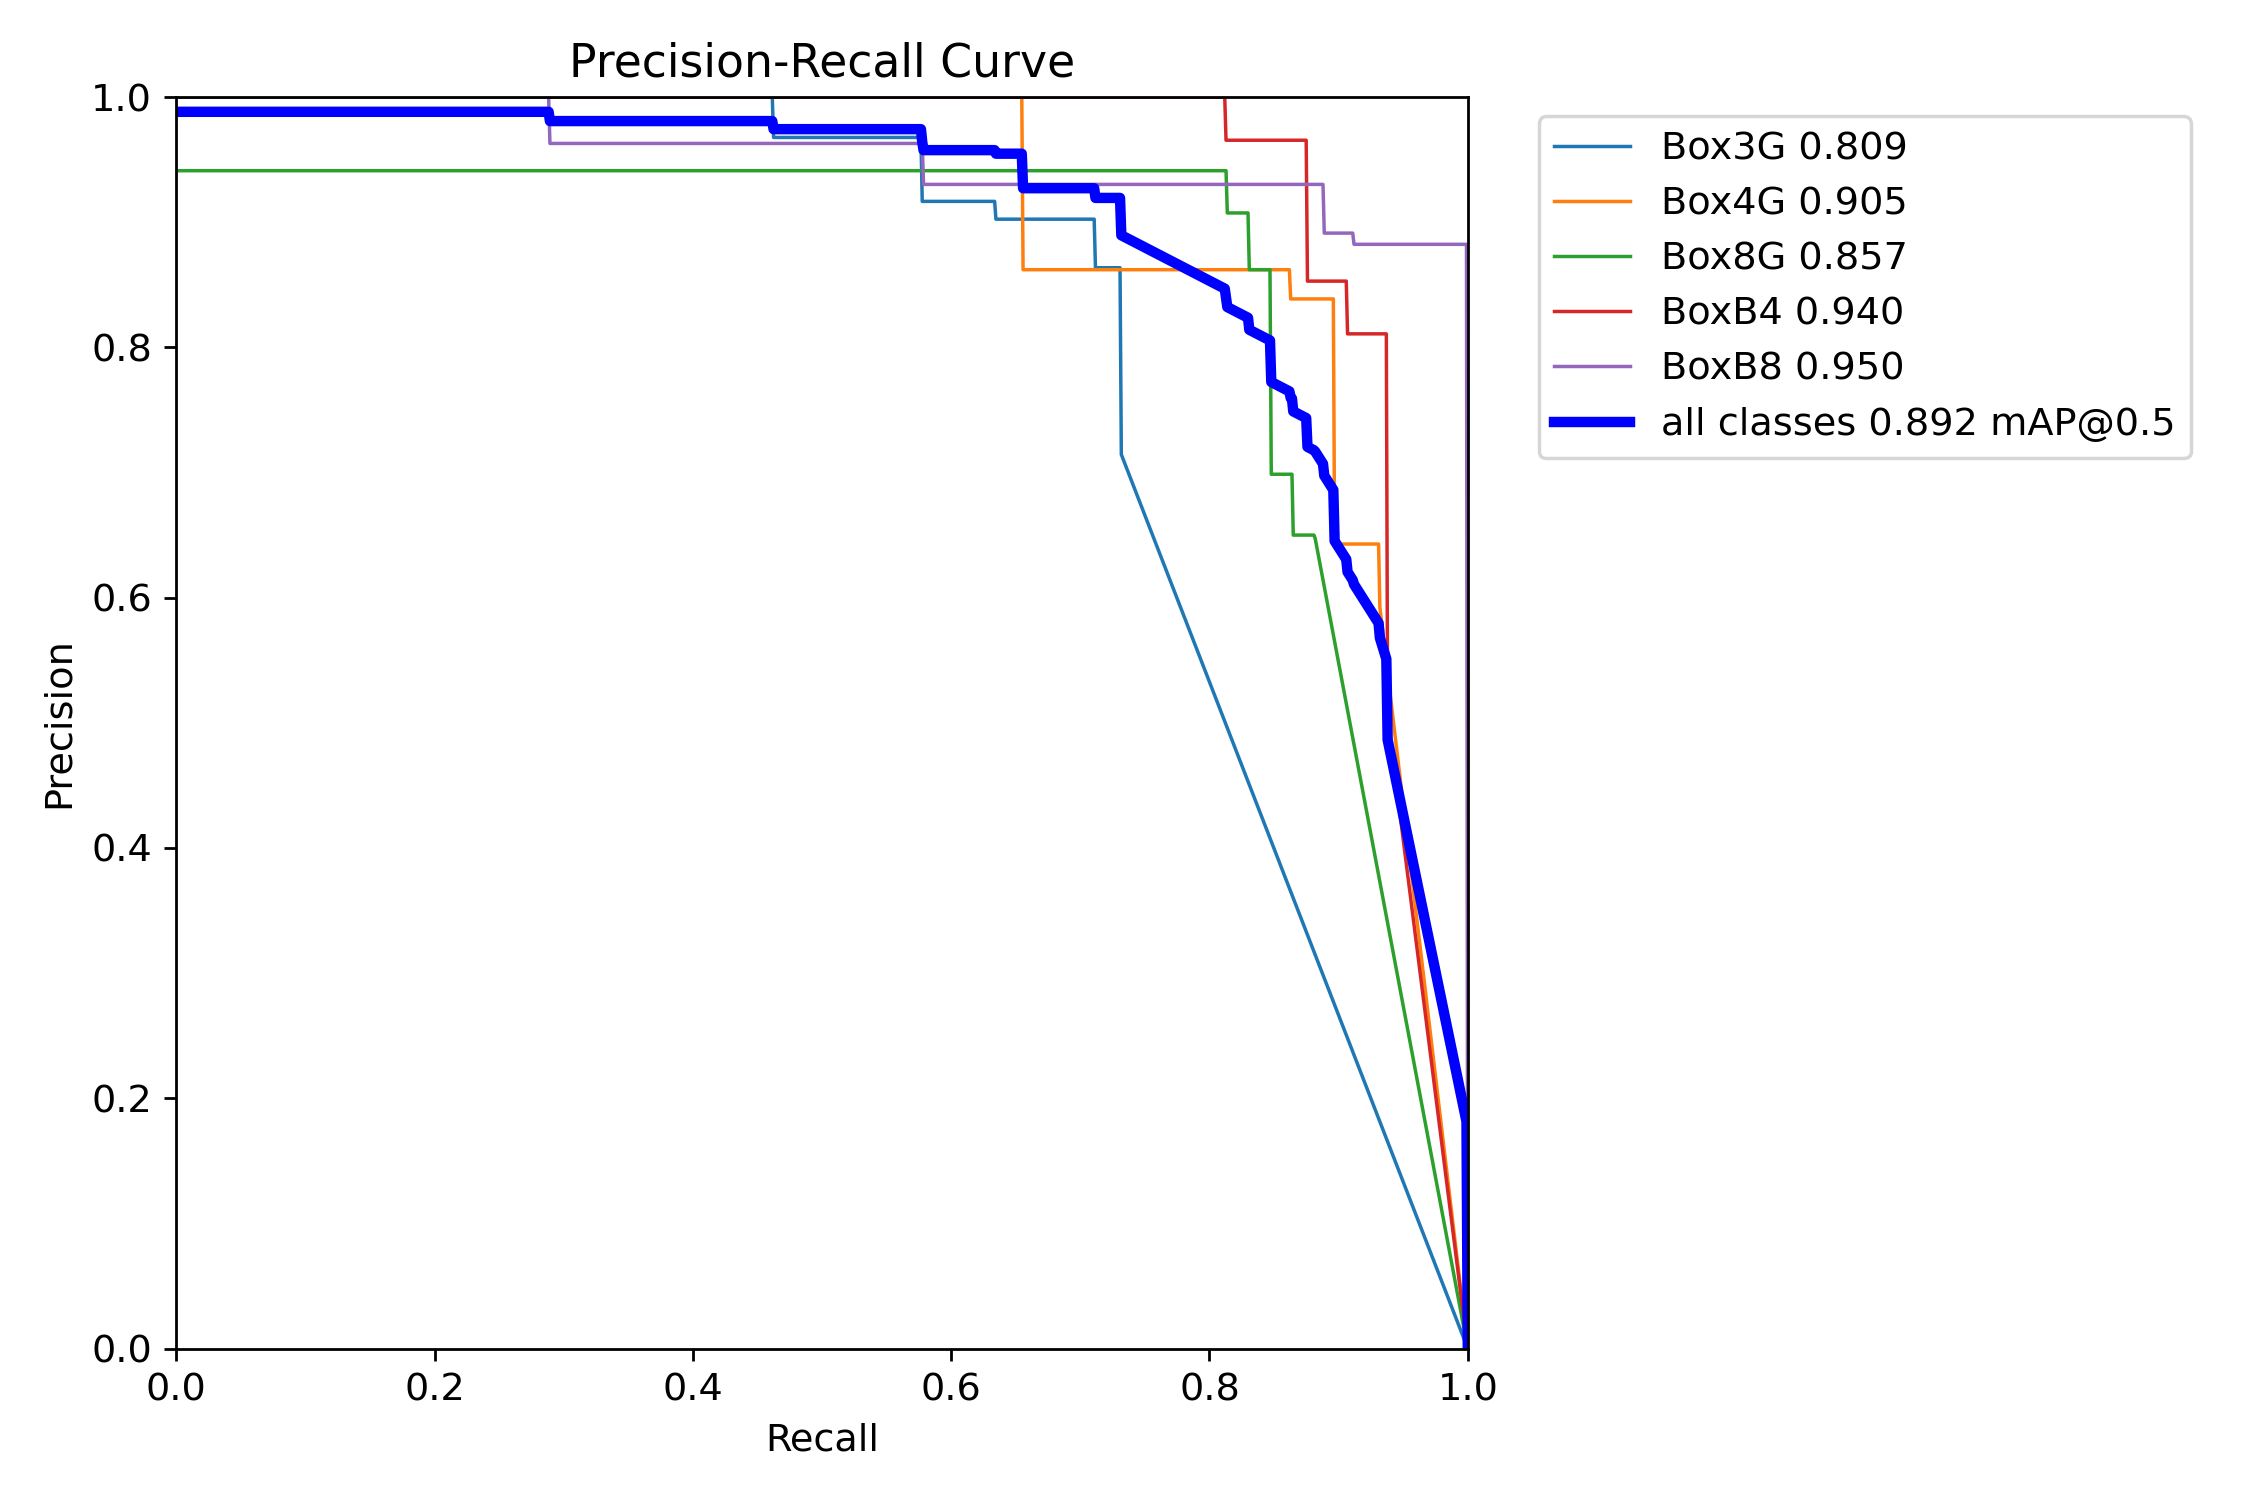 Precision-Recall Curve
1.0
0.8
0.6
0.4
0.2
0.0
Precision
0.0 0.2 0.4 0.6 0.8 1.0
Recall
Box3G 0.809
Box4G 0.905
Box8G 0.857
BoxB4 0.940
BoxB8 0.950
all classes 0.892 mAP@0.5